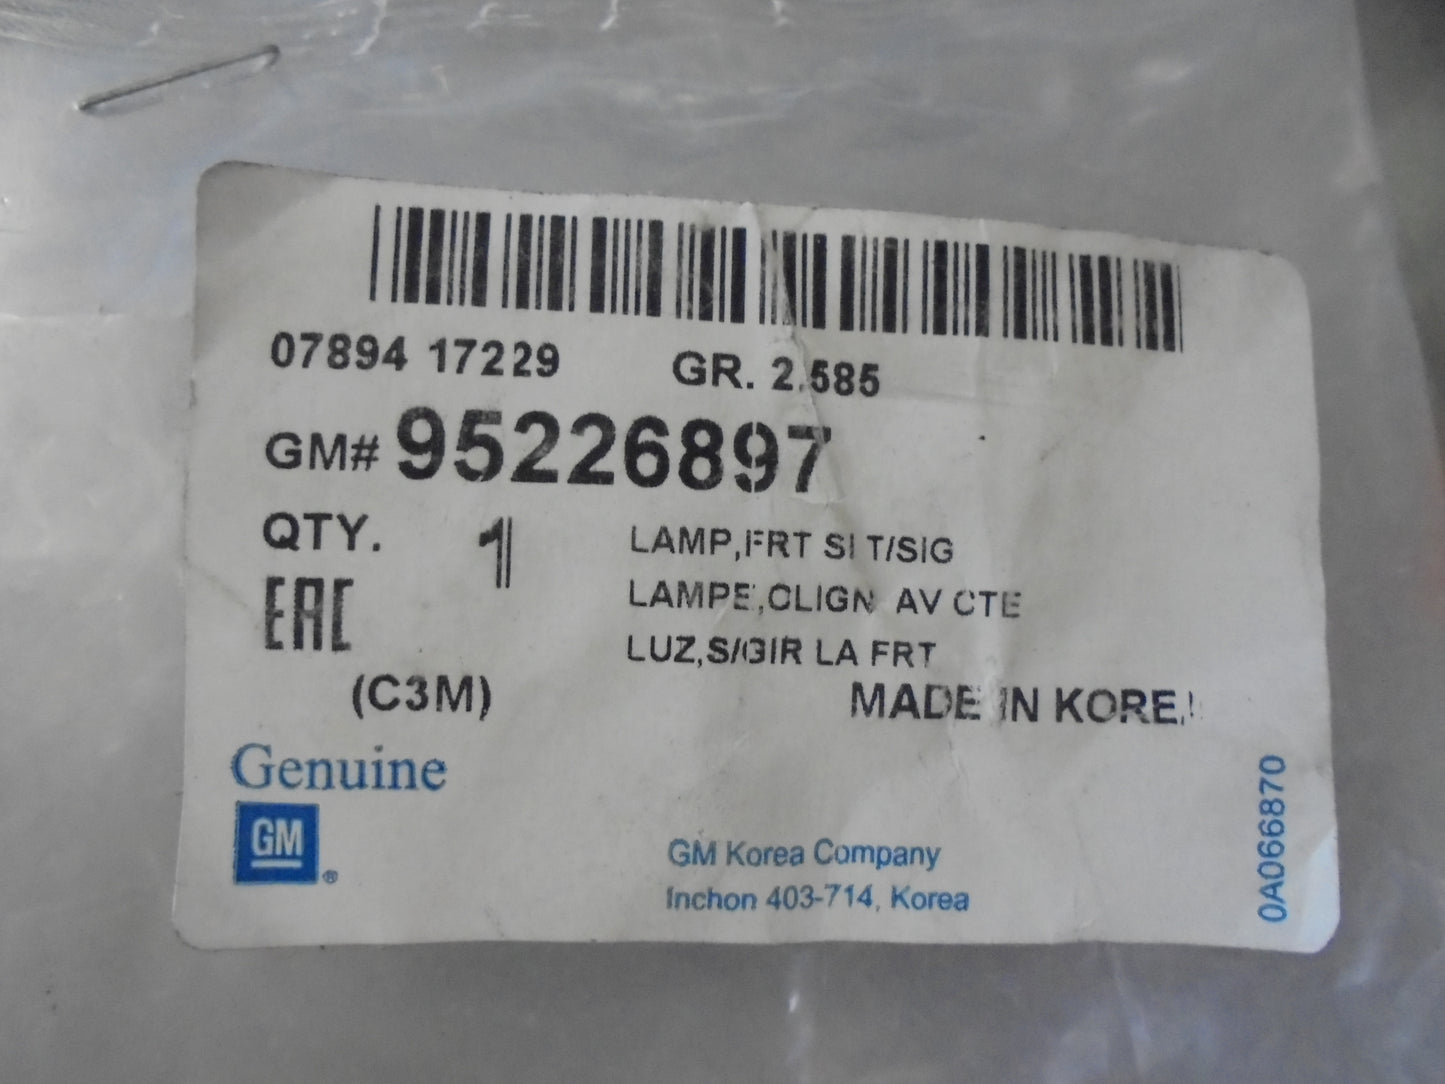 07894 17229 GR. 2.585
GM# 95226897
QTY. 1
LAMP,FRT SI T/SIG
LAMPE,CLIGN AV CTE
LUZ,S/GIR LA FRT
EAC
(C3M)
MADE IN KOREA
Genuine
GM®
GM Korea Company
Inchon 403-714, Korea
0A066870